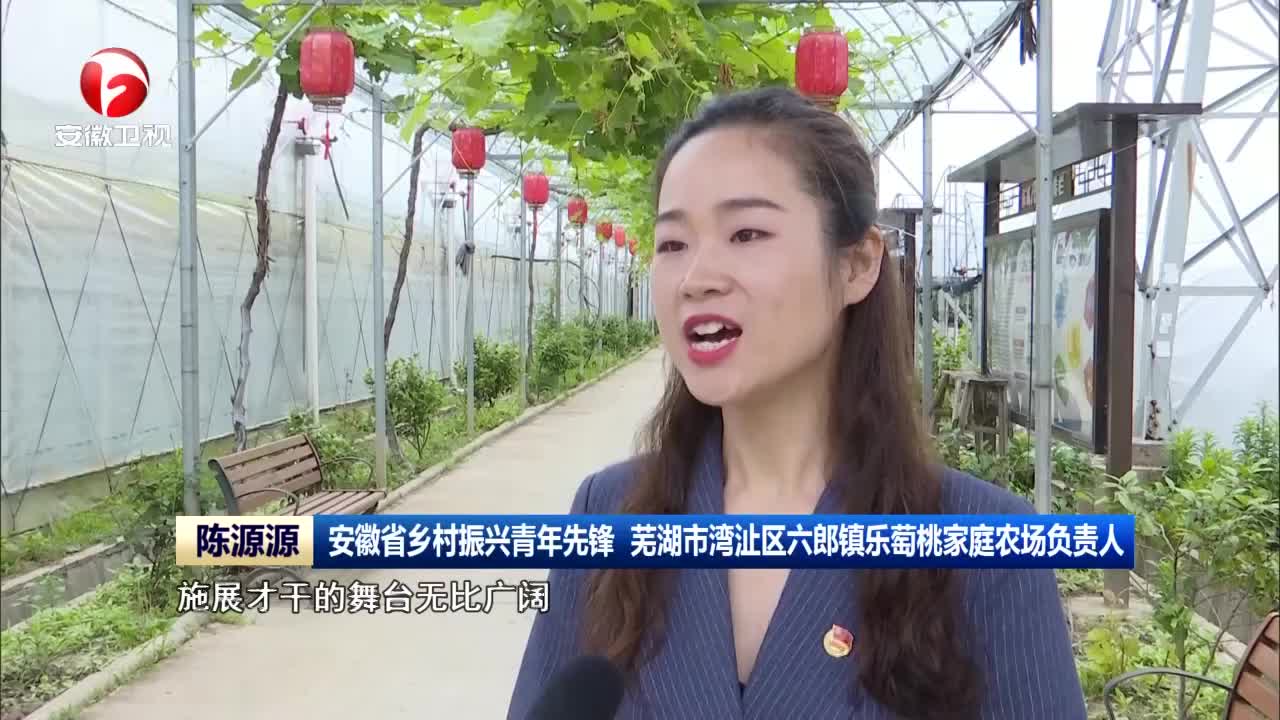 安徽卫视
陈源源 安徽省乡村振兴青年先锋 芜湖市湾沚区六郎镇乐萄桃家庭农场负责人
施展才干的舞台无比广阔